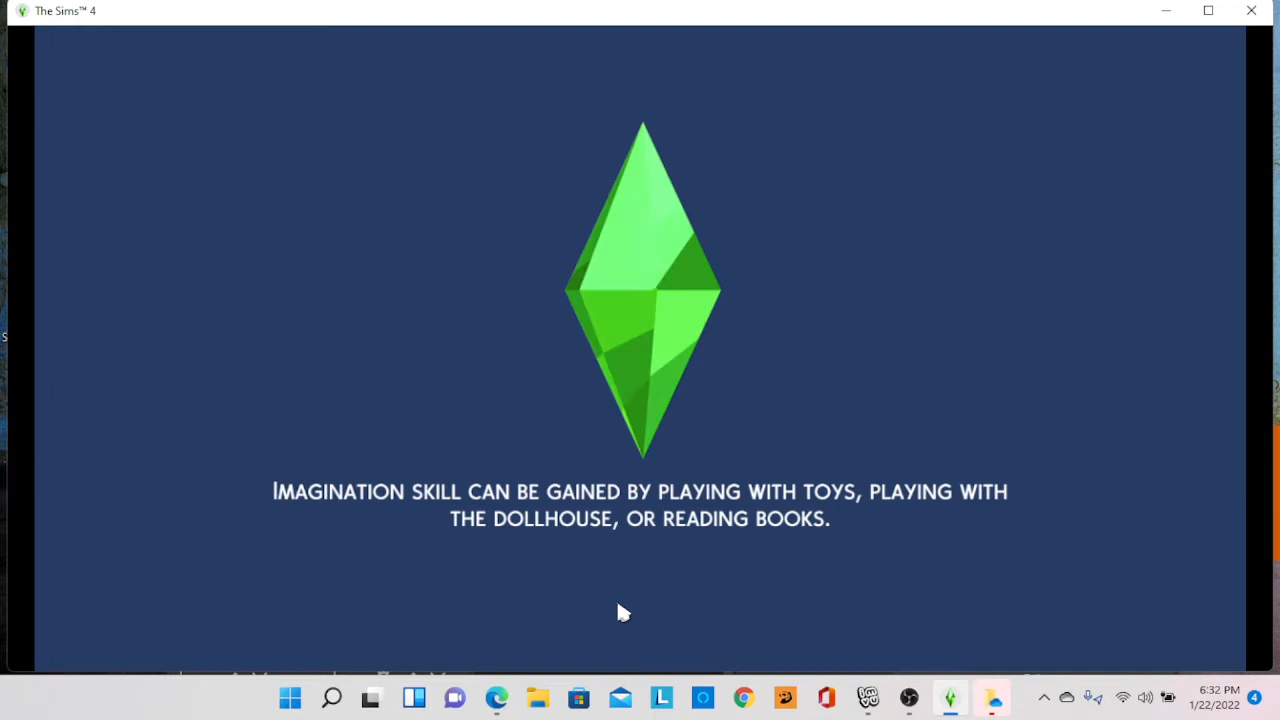 The Sims™ 4
IMAGINATION SKILL CAN BE GAINED BY PLAYING WITH TOYS, PLAYING WITH
THE DOLLHOUSE, OR READING BOOKS.
6:32 PM
1/22/2022
4